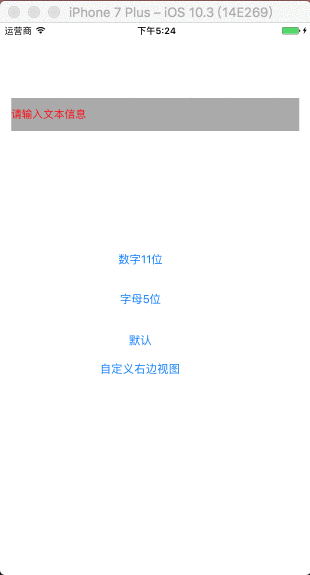 iPhone 7 Plus – iOS 10.3 (14E269)
运营商 下午5:24
请输入文本信息
数字11位
字母5位
默认
自定义右边视图